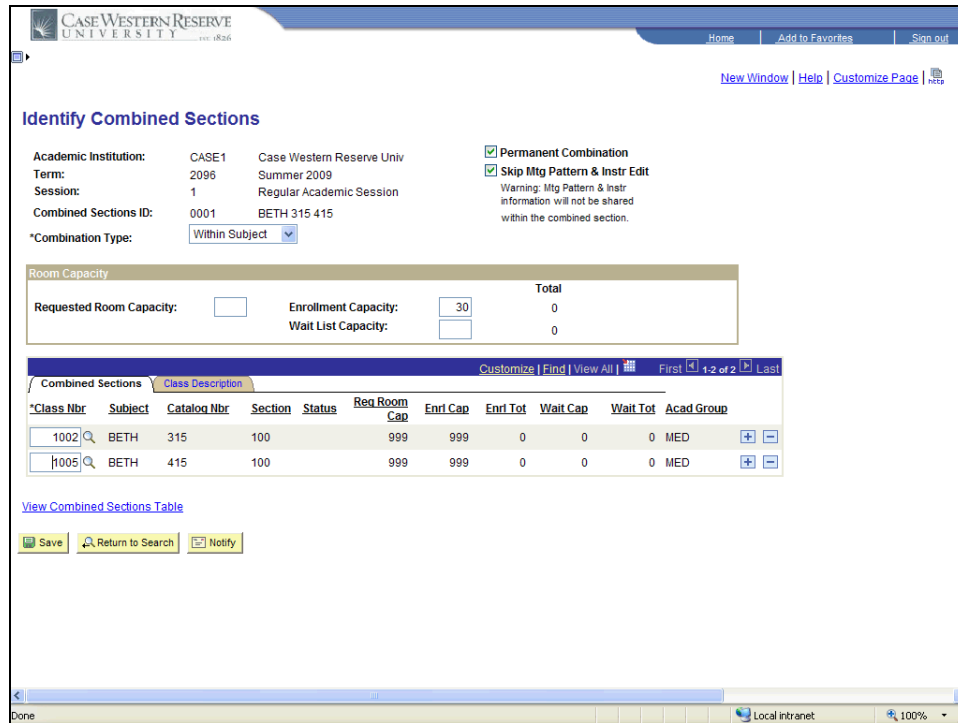 CASE WESTERN RESERVE
UNIVERSITY EST. 1826
Home Add to Favorites Sign out
New Window | Help | Customize Page | http
Identify Combined Sections
Academic Institution: CASE1 Case Western Reserve Univ
Term: 2096 Summer 2009
Session: 1 Regular Academic Session
Combined Sections ID: 0001 BETH 315 415
*Combination Type: Within Subject
Permanent Combination
Skip Mtg Pattern & Instr Edit
Warning: Mtg Pattern & Instr
information will not be shared
within the combined section.
Room Capacity
Total
Requested Room Capacity: Enrollment Capacity: 30 0
Wait List Capacity: 0
Customize | Find | View All | First 1-2 of 2 Last
Combined Sections Class Description
*Class Nbr Subject Catalog Nbr Section Status Req Room Cap Enrl Cap Enrl Tot Wait Cap Wait Tot Acad Group
1002 BETH 315 100 999 999 0 0 0 MED
1005 BETH 415 100 999 999 0 0 0 MED
View Combined Sections Table
Save Return to Search Notify
Done Local intranet 100%